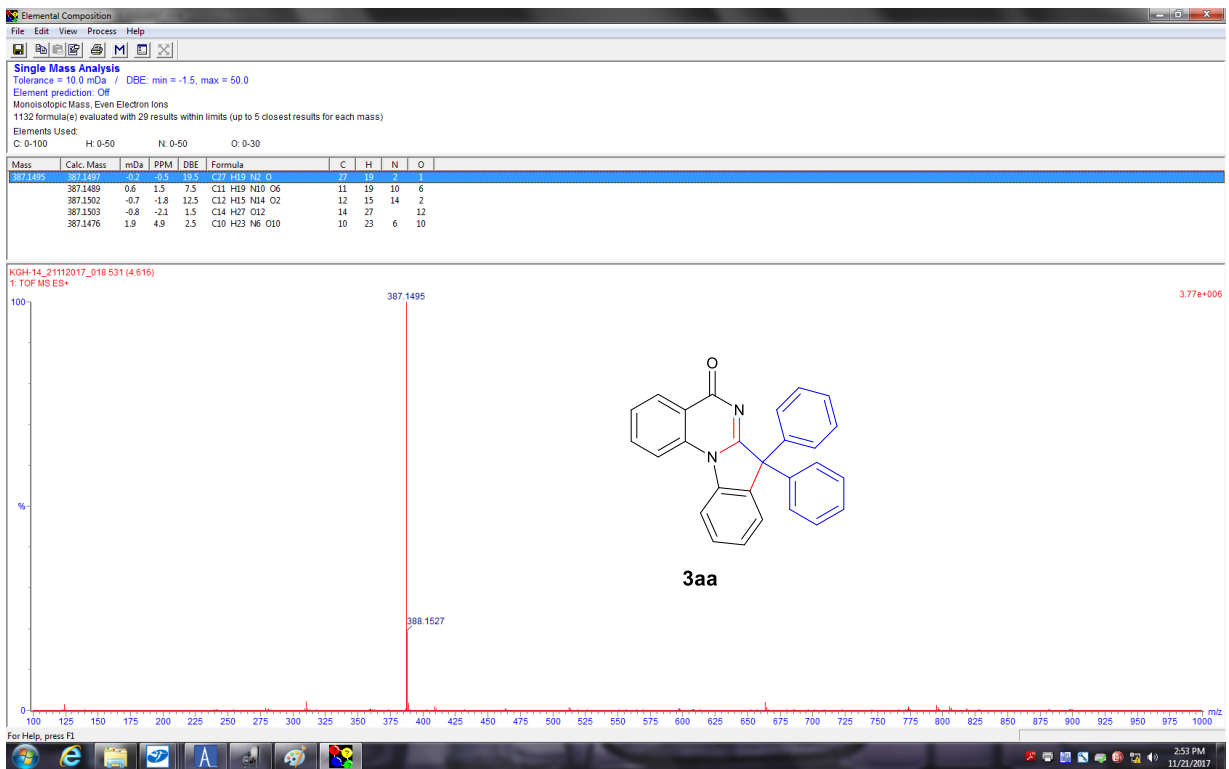 Elemental Composition
File Edit View Process Help
Single Mass Analysis
Tolerance = 10.0 mDa / DBE: min = -1.5, max = 50.0
Element prediction: Off
Monoisotopic Mass, Even Electron Ions
1132 formula(e) evaluated with 29 results within limits (up to 5 closest results for each mass)
Elements Used:
C: 0-100 H: 0-50 N: 0-50 O: 0-30
Mass Calc. Mass mDa PPM DBE Formula C H N O
387.1495 387.1497 -0.2 -0.5 19.5 C27 H19 N2 O 27 19 2 1
387.1489 0.6 1.5 7.5 C11 H19 N10 O6 11 19 10 6
387.1502 -0.7 -1.8 12.5 C12 H15 N14 O2 12 15 14 2
387.1503 -0.8 -2.1 1.5 C14 H27 O12 14 27 12
387.1476 1.9 4.9 2.5 C10 H23 N6 O10 10 23 6 10
KGH-14_21112017_018 531 (4.616)
1: TOF MS ES+
3.77e+006
100
387.1495
O
N
N
%
3aa
388.1527
0
100 125 150 175 200 225 250 275 300 325 350 375 400 425 450 475 500 525 550 575 600 625 650 675 700 725 750 775 800 825 850 875 900 925 950 975 1000 m/z
For Help, press F1
2:53 PM
11/21/2017